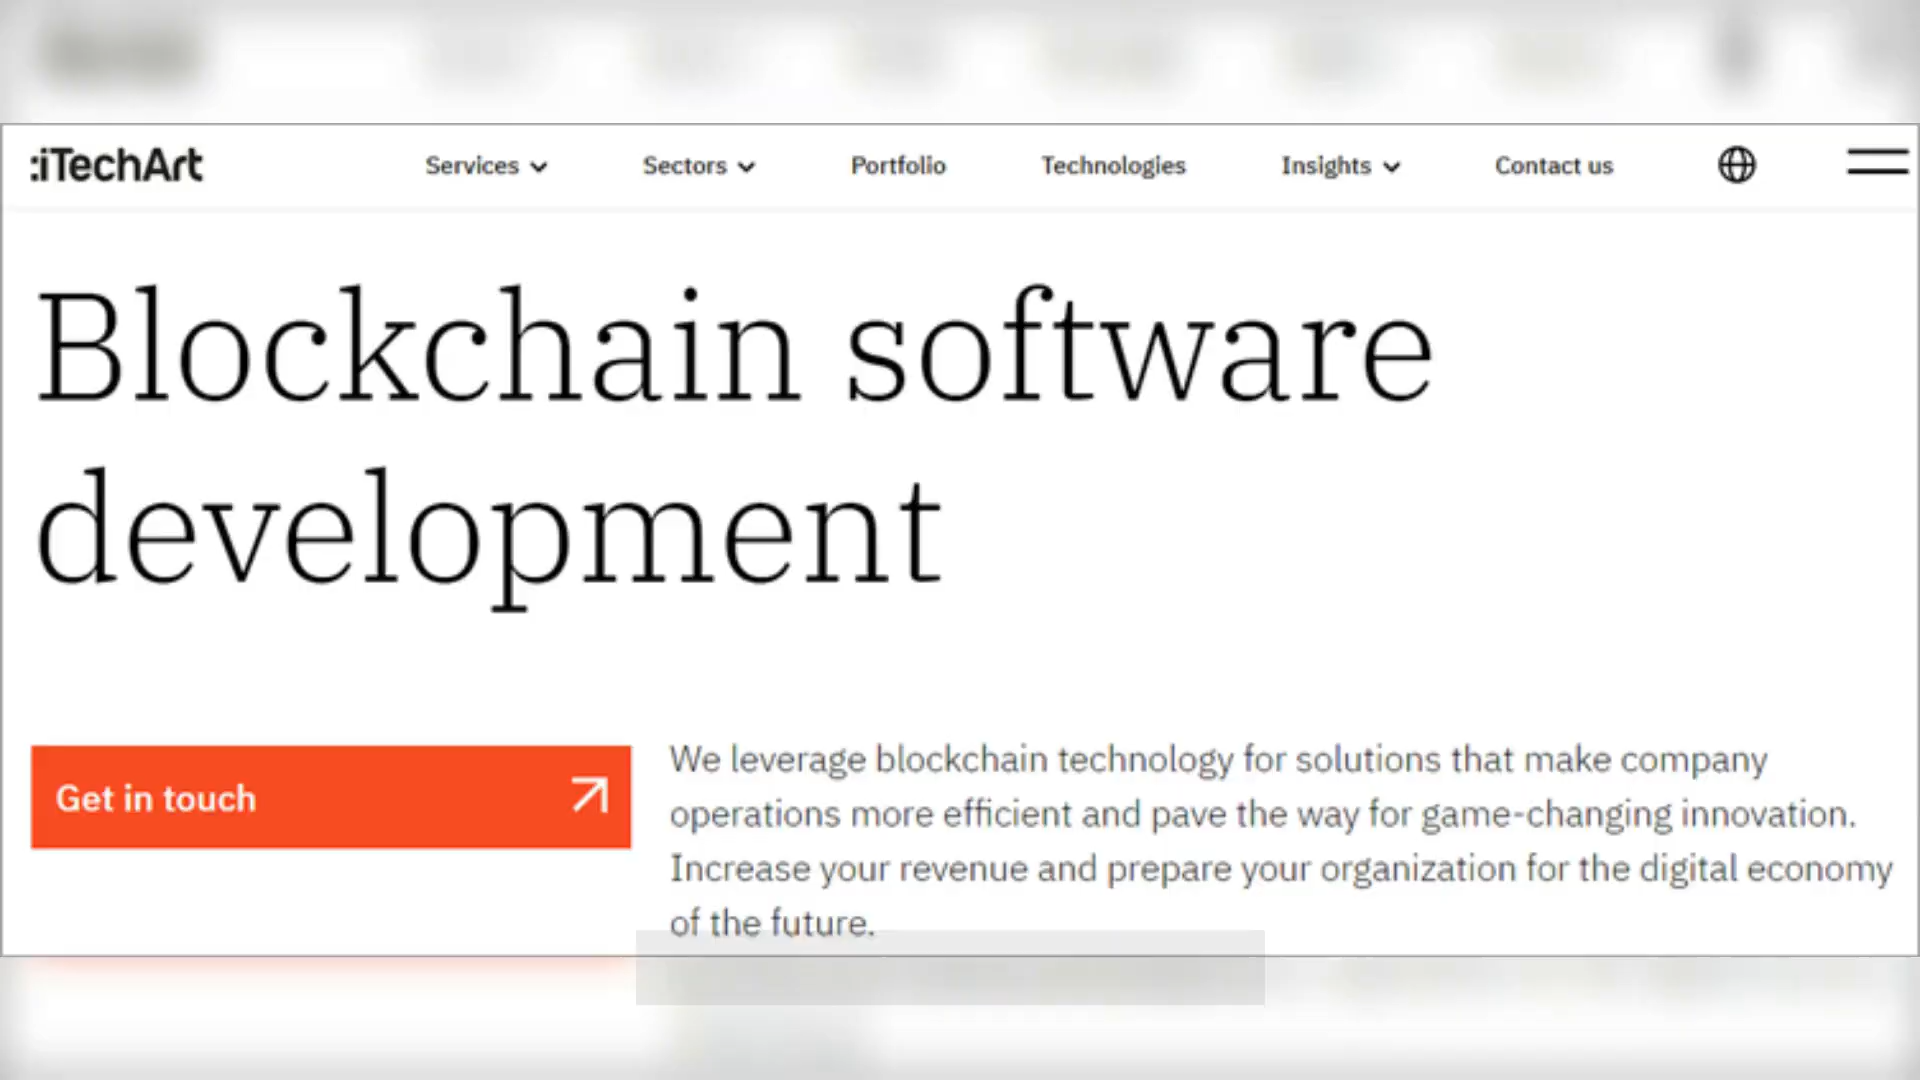 :iTechArt Services Sectors Portfolio Technologies Insights Contact us
Blockchain software
development
Get in touch
We leverage blockchain technology for solutions that make company
operations more efficient and pave the way for game-changing innovation.
Increase your revenue and prepare your organization for the digital economy
of the future.